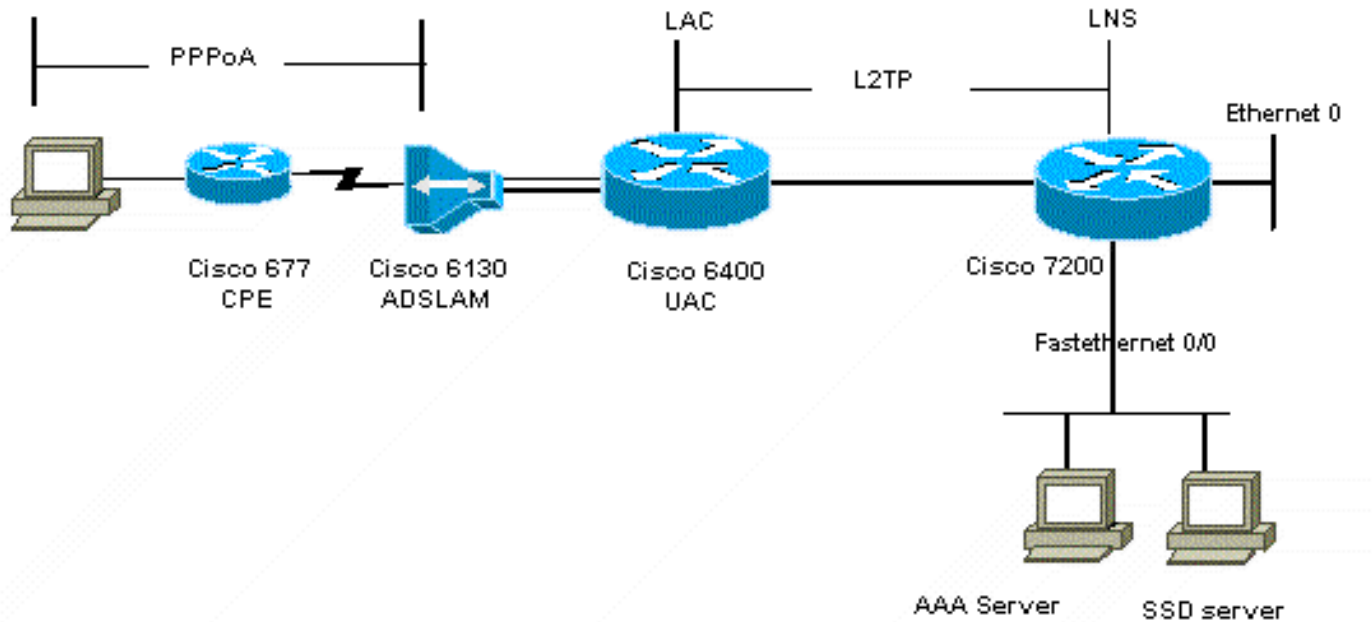 LAC
LNS
PPPoA
L2TP
Ethernet 0
Cisco 677
CPE
Cisco 6130
ADSLAM
Cisco 6400
UAC
Cisco 7200
Fastethernet 0/0
AAA Server
SSD server